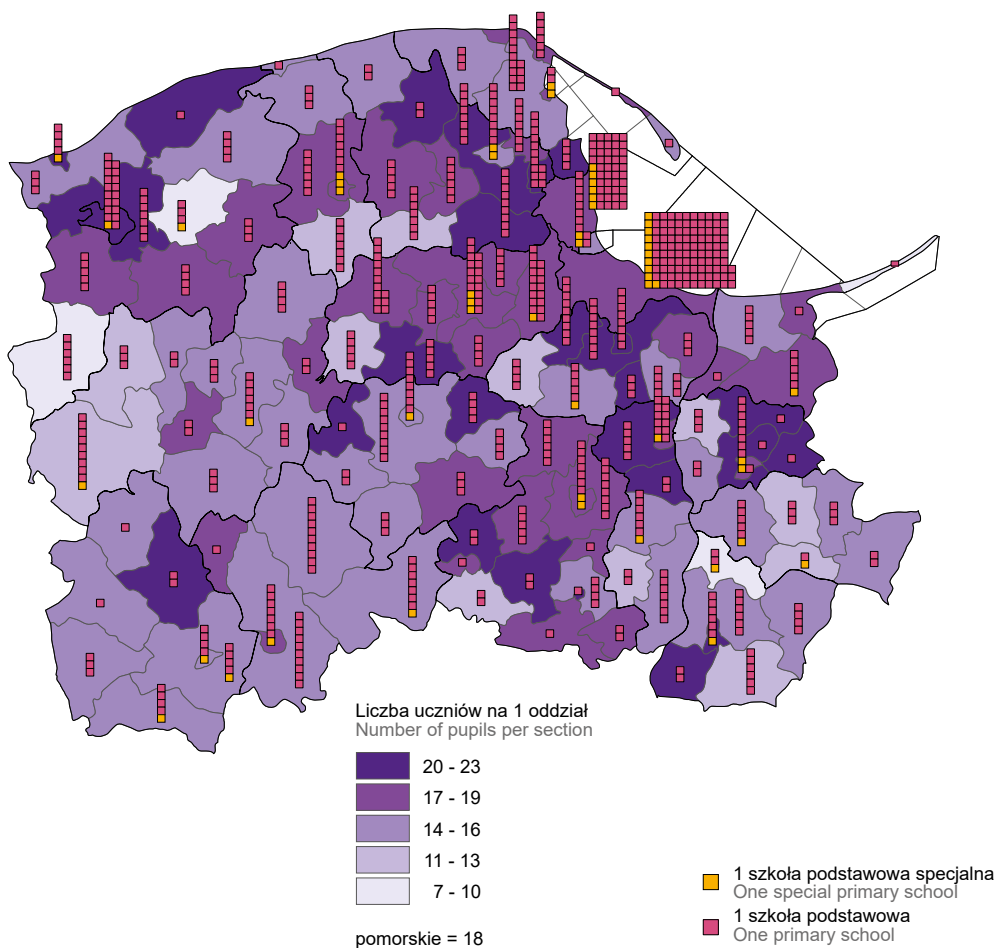 Liczba uczniów na 1 oddział
Number of pupils per section
20 - 23
17 - 19
14 - 16
11 - 13
7 - 10
pomorskie = 18
1 szkoła podstawowa specjalna
One special primary school
1 szkoła podstawowa
One primary school